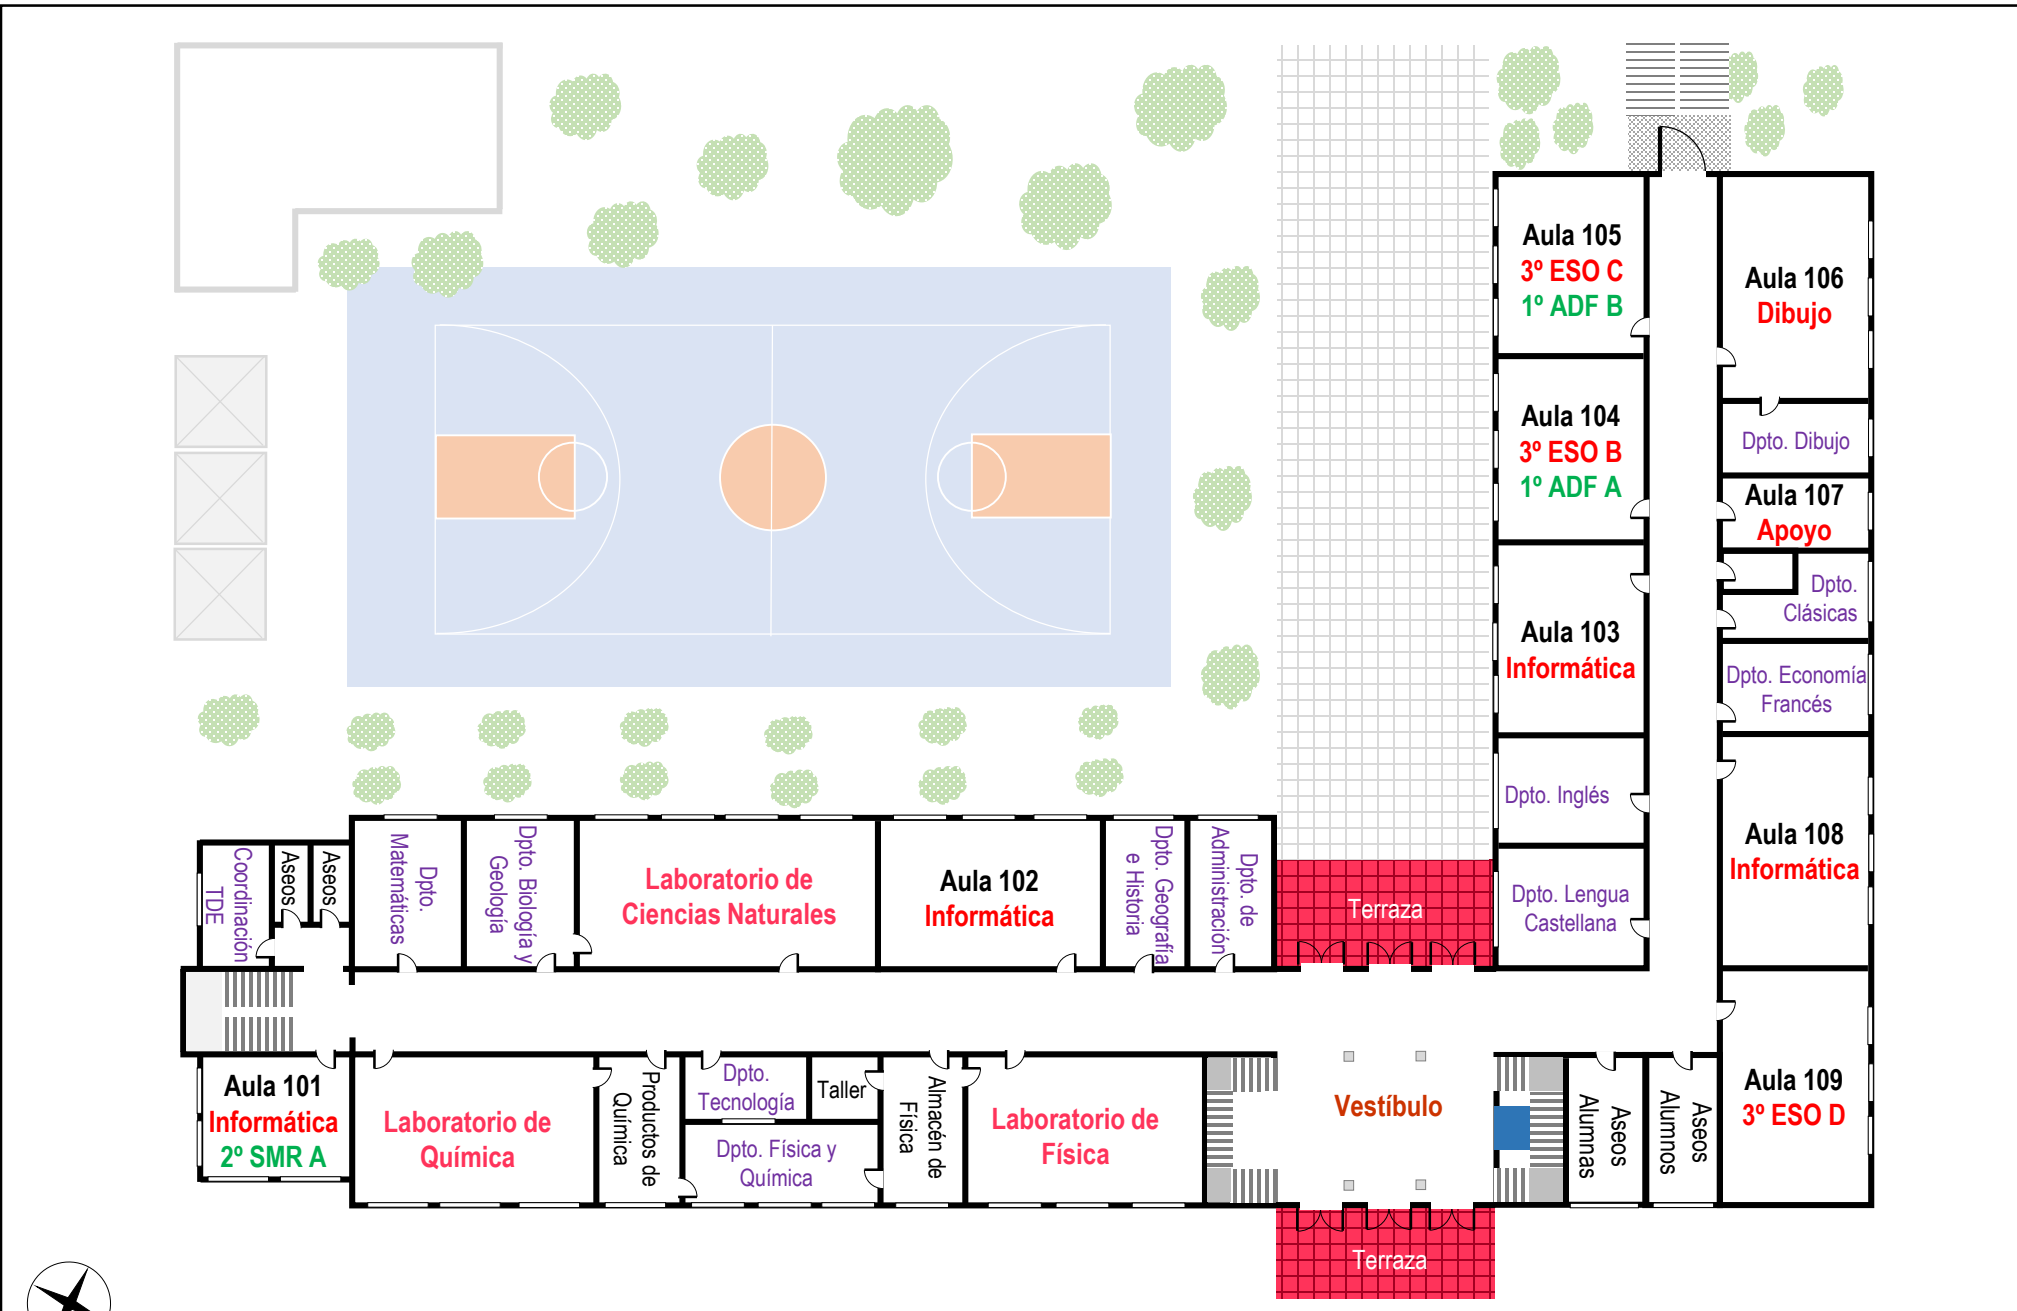 Aula 105
3º ESO C
1º ADF B
Aula 106
Dibujo
Aula 104
3º ESO B
1º ADF A
Dpto. Dibujo
Aula 107
Apoyo
Dpto.
Clásicas
Aula 103
Informática
Dpto. Economía
Francés
Dpto. Inglés
Aula 108
Informática
Dpto. Lengua
Castellana
Coordinación
TDE
Aseos
Aseos
Dpto.
Matemáticas
Dpto. Biología y
Geología
Laboratorio de
Ciencias Naturales
Aula 102
Informática
Dpto. Geografía
e Historia
Dpto. de
Administración
Terraza
Aula 101
Informática
2º SMR A
Laboratorio de
Química
Productos de
Química
Dpto.
Tecnología
Taller
Dpto. Física y
Química
Almacén de
Física
Laboratorio de
Física
Vestíbulo
Aseos
Alumnas
Aseos
Alumnos
Aula 109
3º ESO D
Terraza